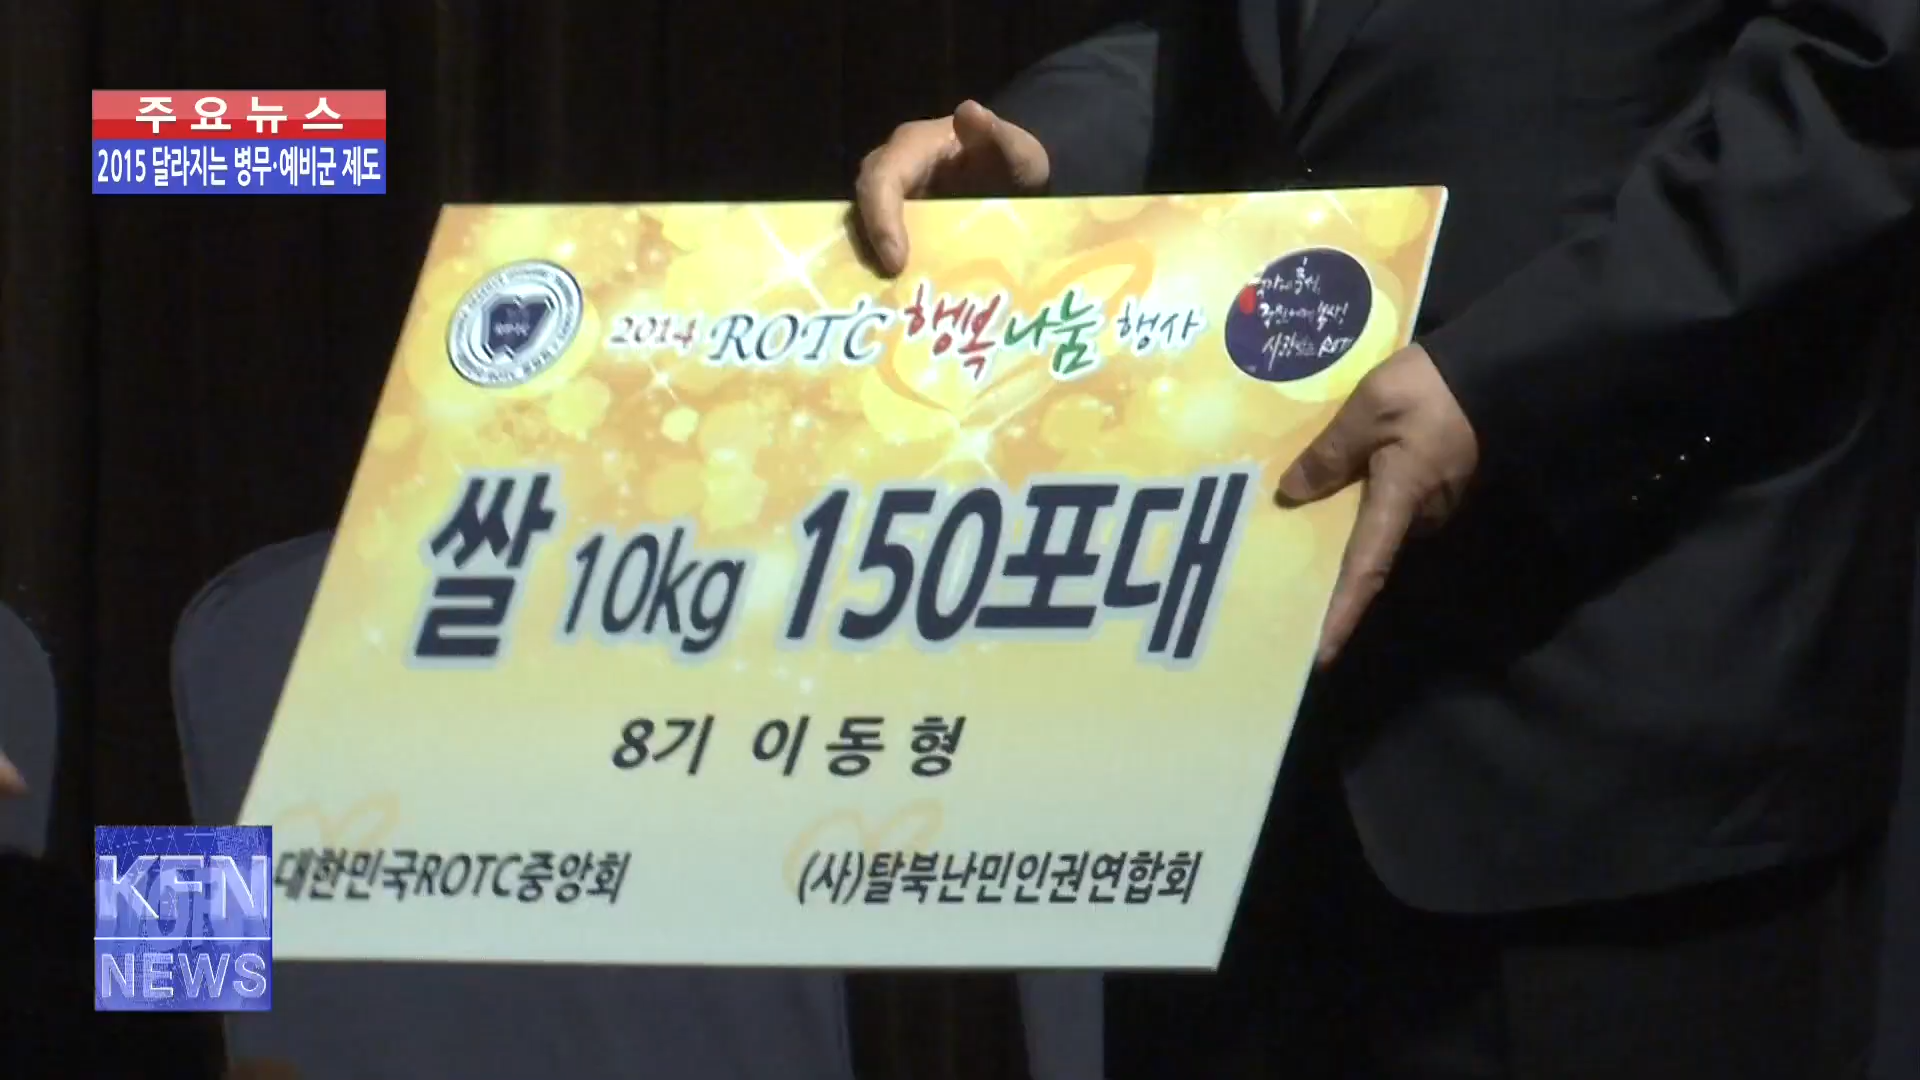 주요뉴스
2015 달라지는 병무·예비군 제도
2014 ROTC 행복나눔 행사
쌀 10kg 150포대
8기 이동형
대한민국ROTC중앙회
(사)탈북난민인권연합회
KFN
NEWS